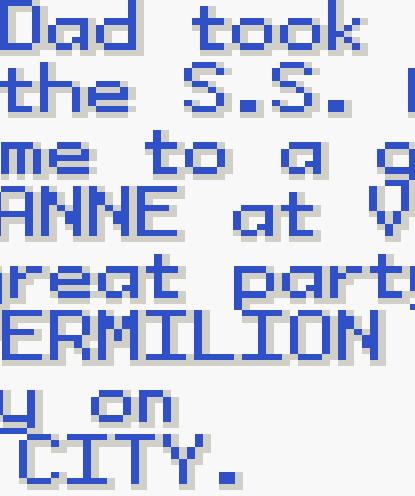 Dad took
the S.S.
me to a g
ANNE at V
reat part
ERMILION
y on
CITY.